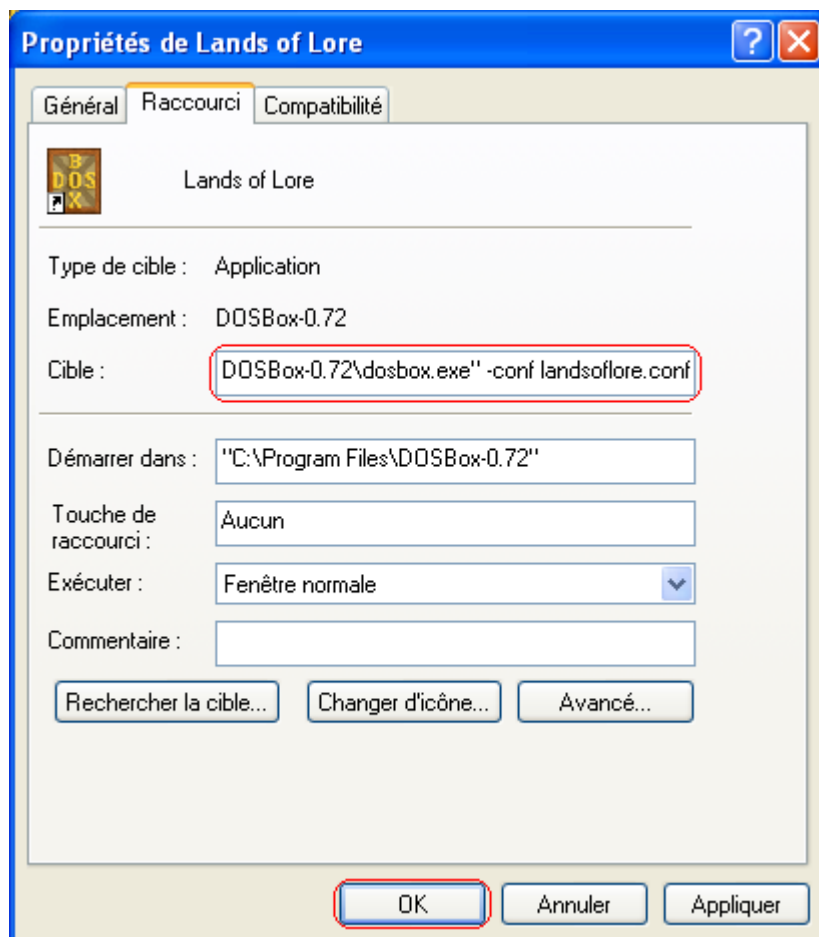 Propriétés de Lands of Lore
Général Raccourci Compatibilité
B
DOS
X
Lands of Lore
Type de cible : Application
Emplacement : DOSBox-0.72
Cible : DOSBox-0.72\dosbox.exe" -conf landsoflore.conf
Démarrer dans : "C:\Program Files\DOSBox-0.72"
Touche de
raccourci : Aucun
Exécuter : Fenêtre normale
Commentaire :
Rechercher la cible... Changer d'icône... Avancé...
OK Annuler Appliquer